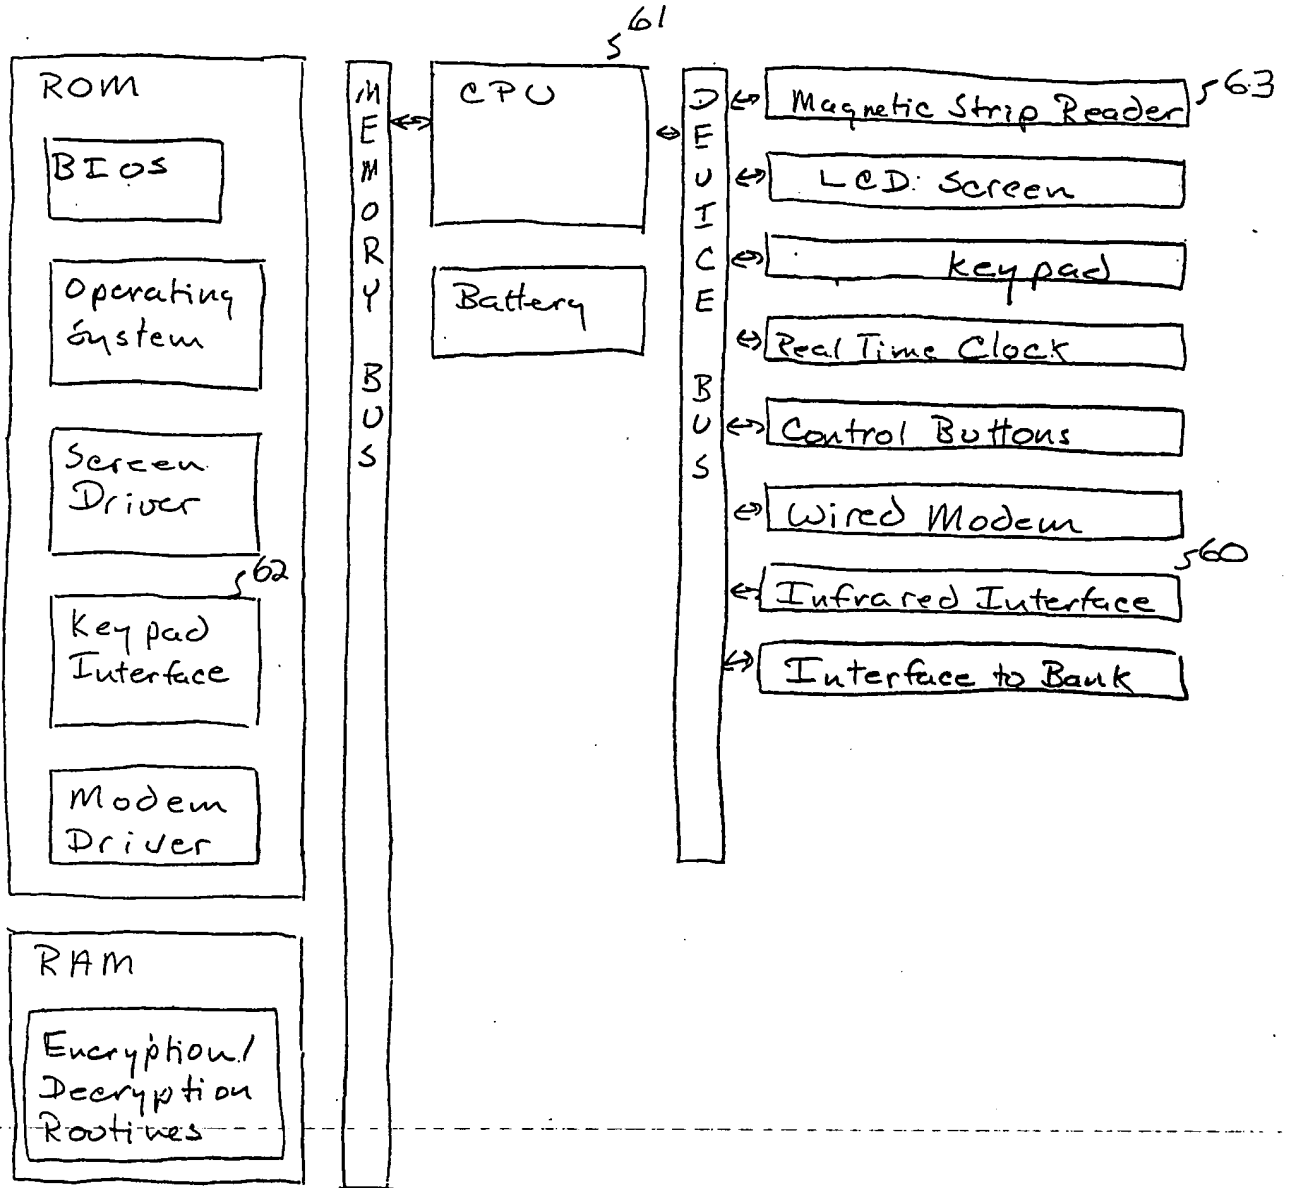 ROM
BIOS
Operating
System
Screen
Driver
62
Keypad
Interface
Modem
Driver
RAM
Encryption/
Decryption
Routines
MEMORY BUS
61
CPU
Battery
DEVICE BUS
63
Magnetic Strip Reader
LCD: Screen
Keypad
Real Time Clock
Control Buttons
Wired Modem
60
Infrared Interface
Interface to Bank